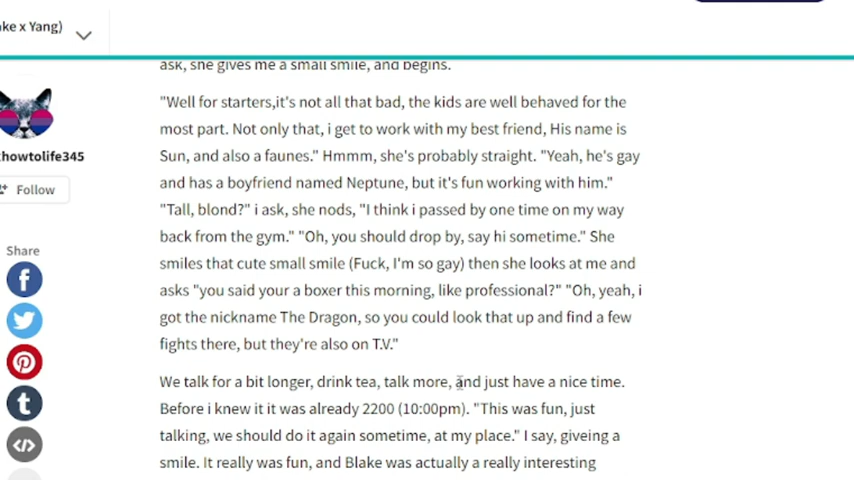 ke x Yang)
ask, she gives me a small smile, and begins.
"Well for starters,it's not all that bad, the kids are well behaved for the
most part. Not only that, i get to work with my best friend, His name is
Sun, and also a faunes." Hmmm, she's probably straight. "Yeah, he's gay
and has a boyfriend named Neptune, but it's fun working with him."
"Tall, blond?" i ask, she nods, "I think i passed by one time on my way
back from the gym." "Oh, you should drop by, say hi sometime." She
smiles that cute small smile (Fuck, I'm so gay) then she looks at me and
asks "you said your a boxer this morning, like professional?" "Oh, yeah, i
got the nickname The Dragon, so you could look that up and find a few
fights there, but they're also on T.V."
We talk for a bit longer, drink tea, talk more, and just have a nice time.
Before i knew it it was already 2200 (10:00pm). "This was fun, just
talking, we should do it again sometime, at my place." I say, giveing a
smile. It really was fun, and Blake was actually a really interesting
howtolife345
Follow
Share